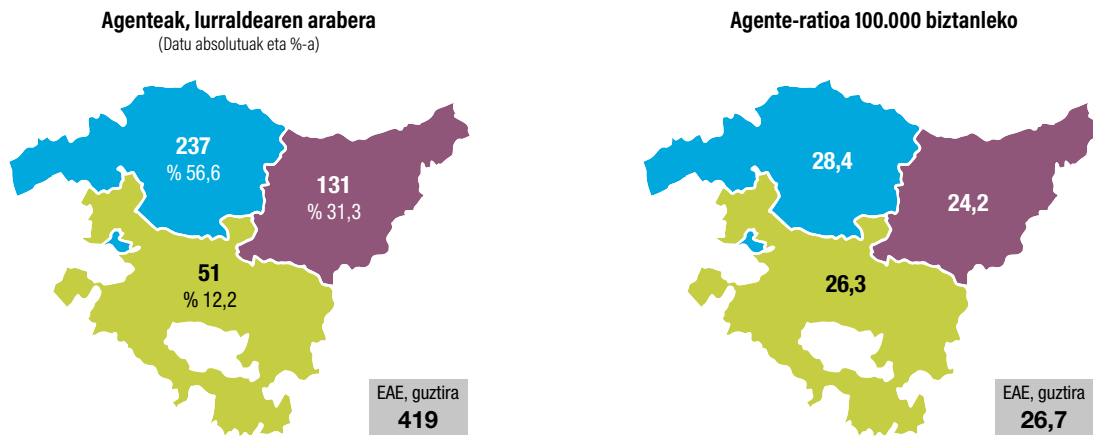 Agenteak, lurraldearen arabera
(Datu absolutuak eta %-a)
237
% 56,6
131
% 31,3
51
% 12,2
EAE, guztira
419
Agente-ratioa 100.000 biztanleko
28,4
24,2
26,3
EAE, guztira
26,7